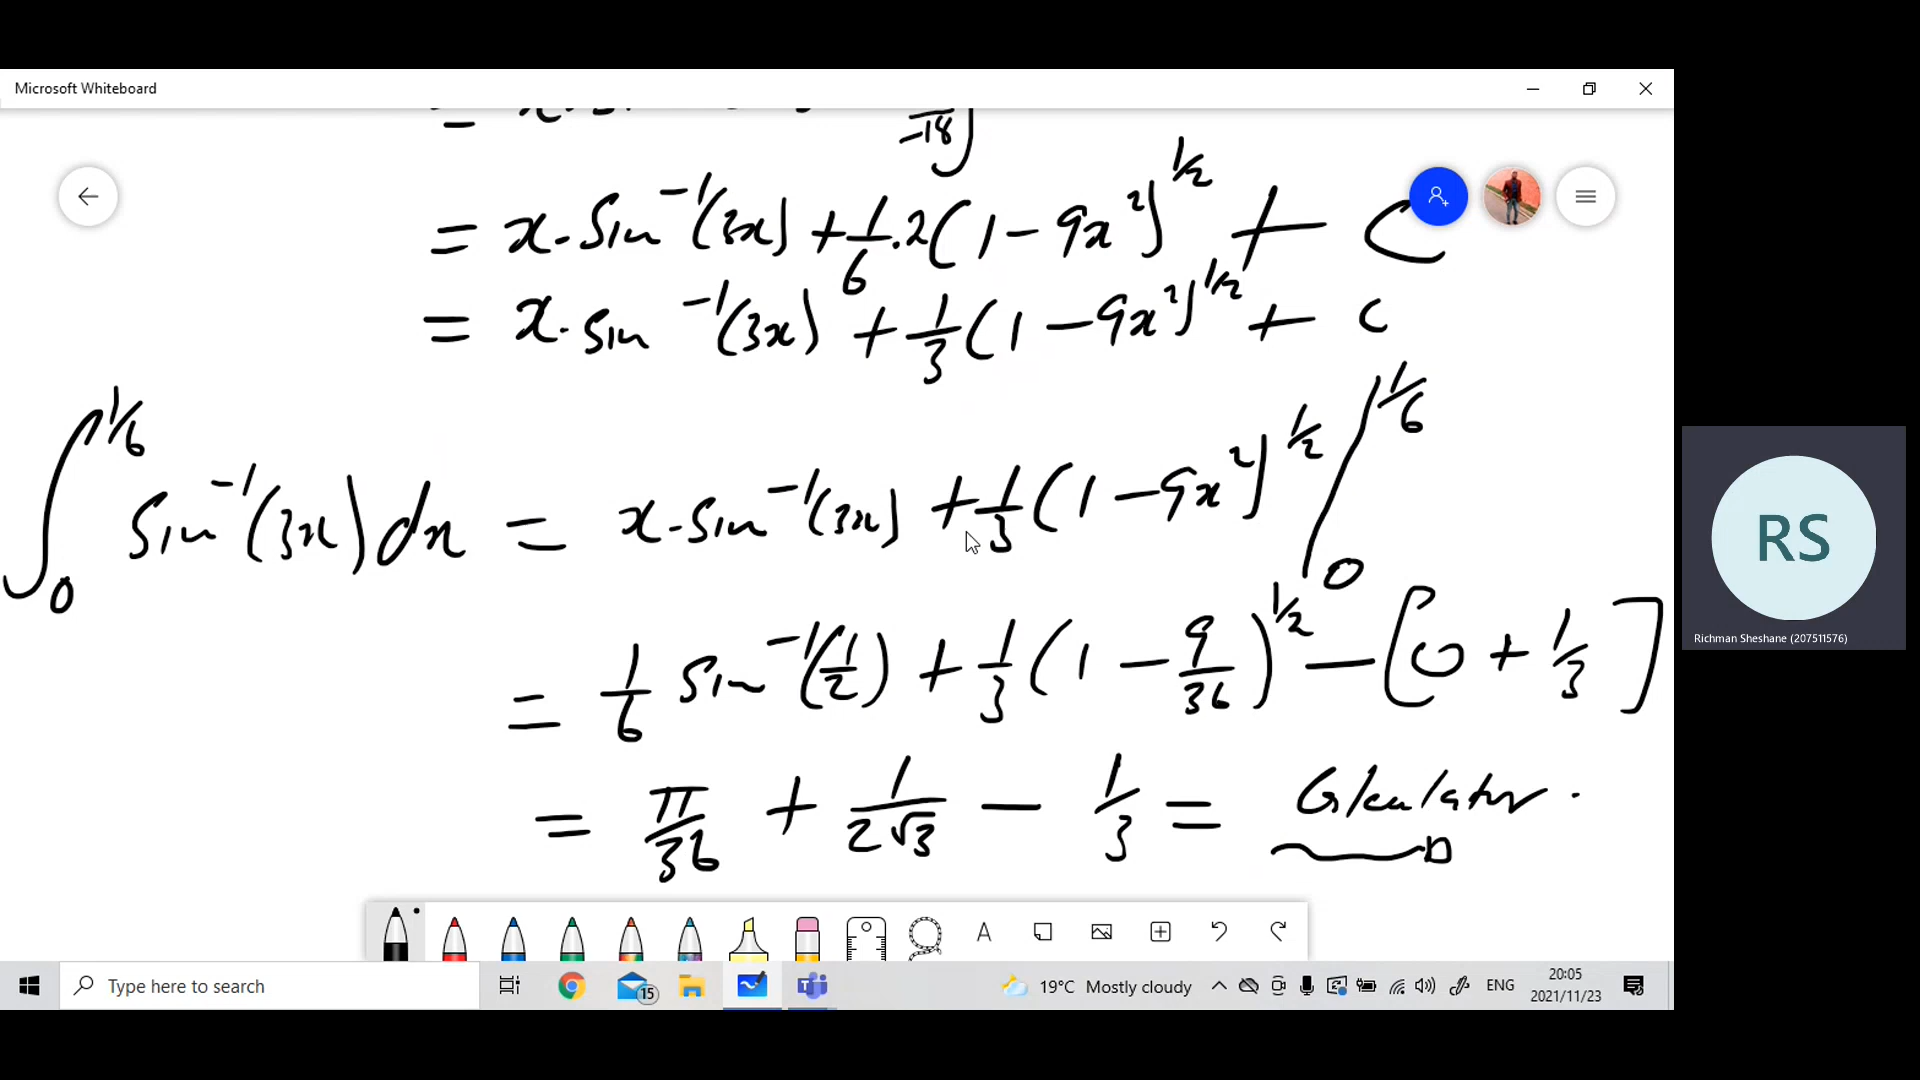 Microsoft Whiteboard
-18
= x·sin⁻¹(3x) + 1/6·2(1 - 9x²)^1/2 + C
= x·sin⁻¹(3x) + 1/3(1 - 9x²)^1/2 + c
∫₀^1/6 sin⁻¹(3x)dx = x·sin⁻¹(3x) + 1/3(1 - 9x²)^1/2 |₀^1/6
= 1/6 sin⁻¹(1/2) + 1/3(1 - 9/36)^1/2 - [0 + 1/3]
= π/36 + 1/(2√3) - 1/3 = Calculator.
RS
Richman Sheshane (207511576)
A
Type here to search
15
19°C Mostly cloudy
ENG
20:05
2021/11/23